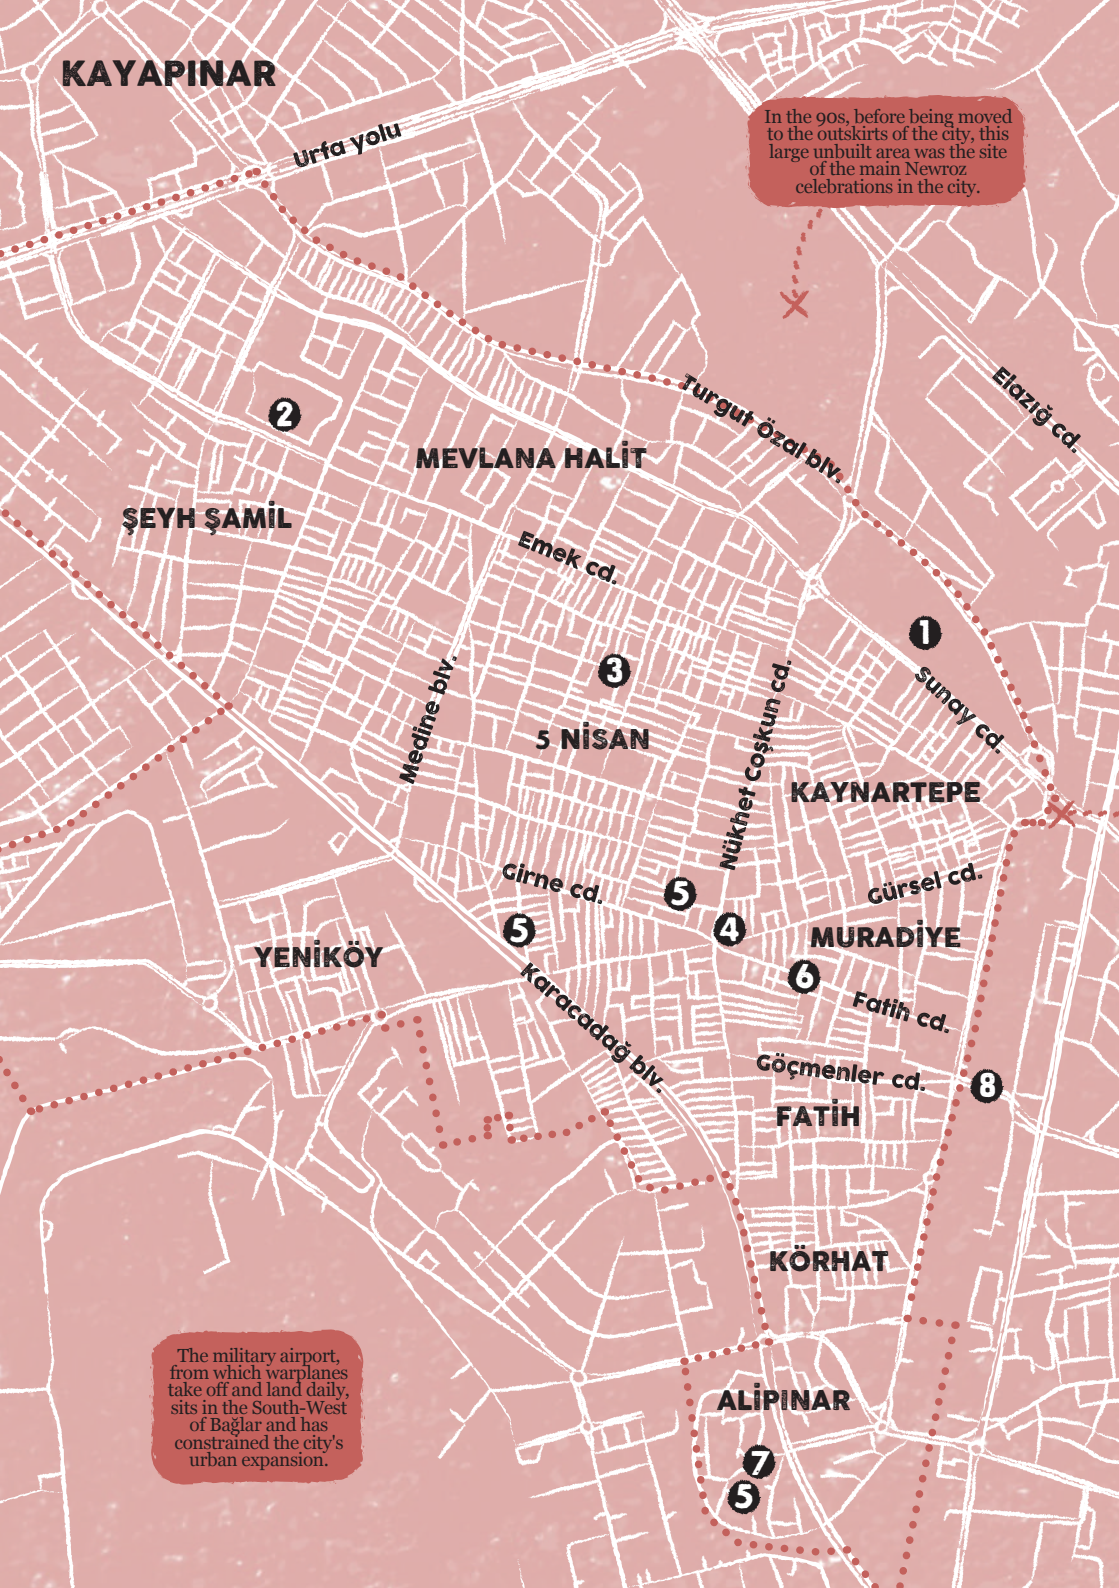 KAYAPINAR
Urfa yolu
In the 90s, before being moved
to the outskirts of the city, this
large unbuilt area was the site
of the main Newroz
celebrations in the city.
Elazığ cd.
Turgut Özal blv.
2
MEVLANA HALİT
ŞEYH ŞAMİL
Emek cd.
1
3
Sunay cd.
Medine blv.
5 NİSAN
Nükhet Coşkun cd.
KAYNARTEPE
Girne cd.
Gürsel cd.
5
5
4
MURADİYE
YENİKÖY
6
Karacadağ blv.
Fatih cd.
Göçmenler cd.
8
FATİH
KÖRHAT
The military airport,
from which warplanes
take off and land daily,
sits in the South-West
of Bağlar and has
constrained the city's
urban expansion.
ALİPINAR
7
5